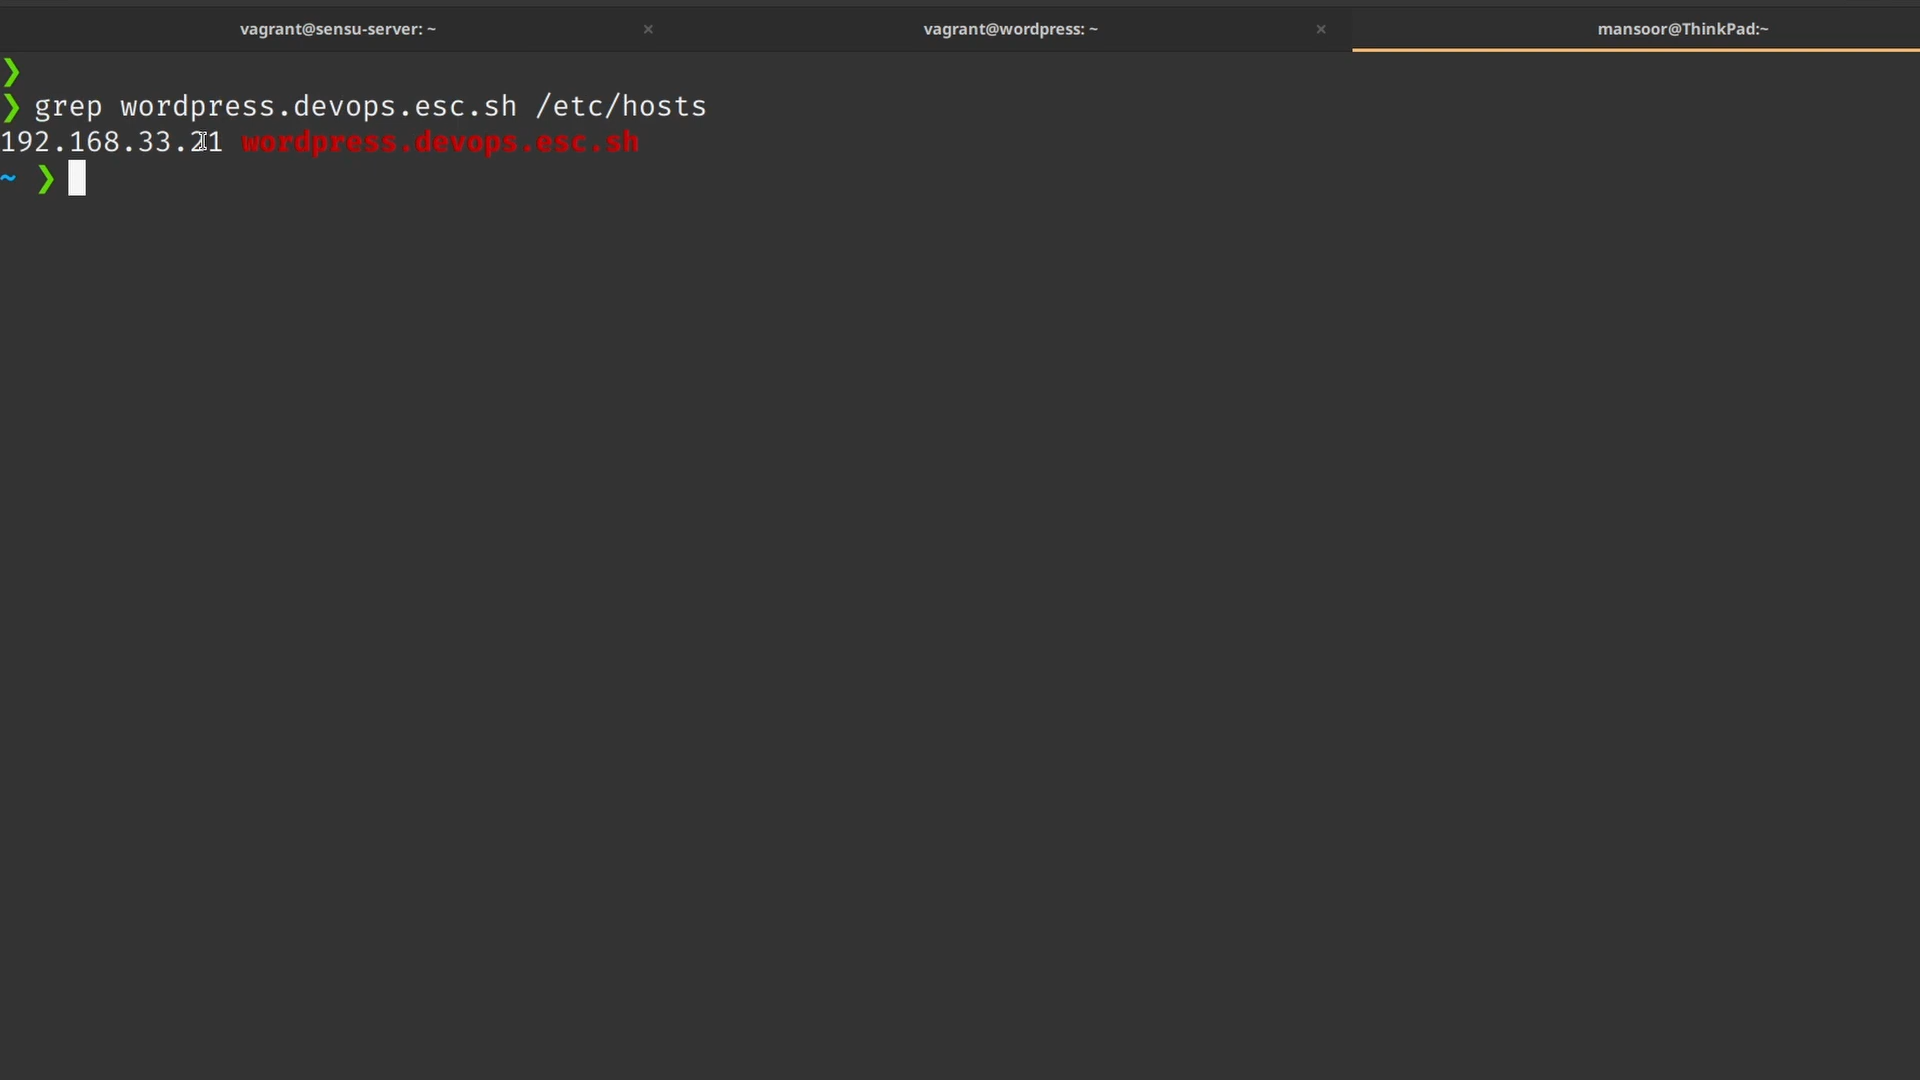 vagrant@sensu-server: ~ × vagrant@wordpress: ~ × mansoor@ThinkPad:~
❯
❯ grep wordpress.devops.esc.sh /etc/hosts
192.168.33.21 wordpress.devops.esc.sh
~ ❯